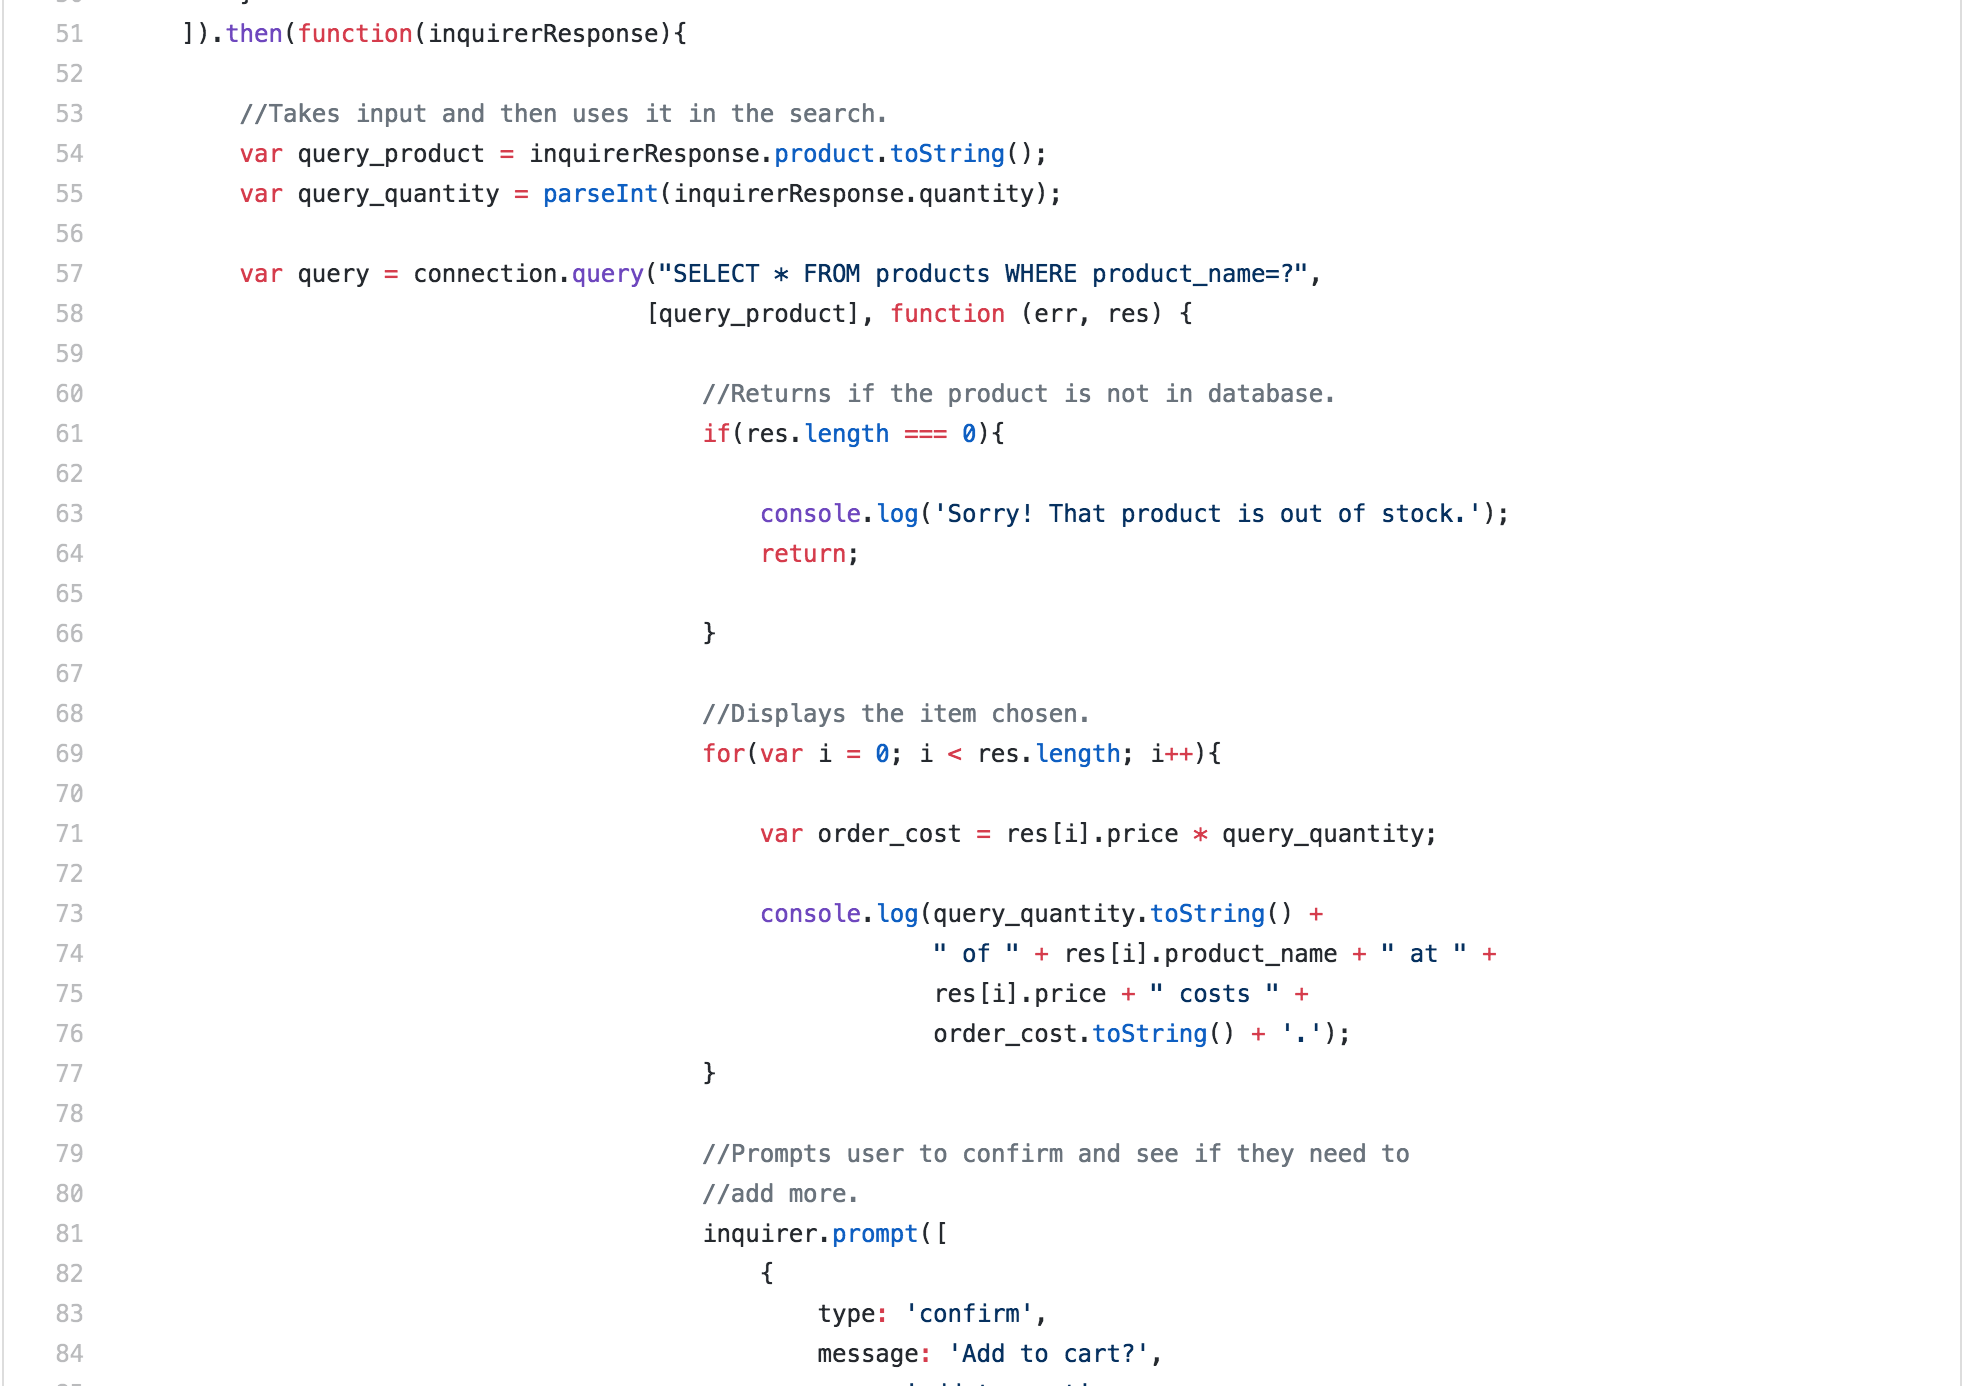 51 ]).then(function(inquirerResponse){
52
53 //Takes input and then uses it in the search.
54 var query_product = inquirerResponse.product.toString();
55 var query_quantity = parseInt(inquirerResponse.quantity);
56
57 var query = connection.query("SELECT * FROM products WHERE product_name=?",
58 [query_product], function (err, res) {
59
60 //Returns if the product is not in database.
61 if(res.length === 0){
62
63 console.log('Sorry! That product is out of stock.');
64 return;
65
66 }
67
68 //Displays the item chosen.
69 for(var i = 0; i < res.length; i++){
70
71 var order_cost = res[i].price * query_quantity;
72
73 console.log(query_quantity.toString() +
74 " of " + res[i].product_name + " at " +
75 res[i].price + " costs " +
76 order_cost.toString() + '.');
77 }
78
79 //Prompts user to confirm and see if they need to
80 //add more.
81 inquirer.prompt([
82 {
83 type: 'confirm',
84 message: 'Add to cart?',